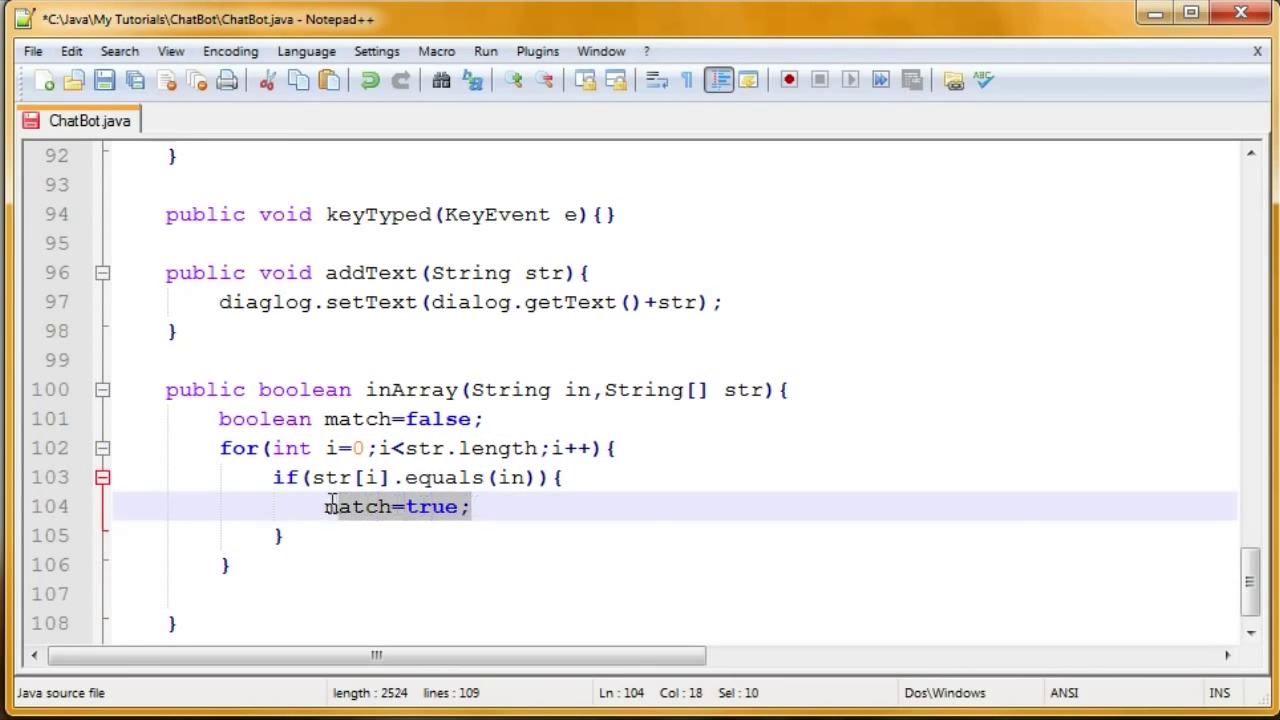 *C:\Java\My Tutorials\ChatBot\ChatBot.java - Notepad++
File Edit Search View Encoding Language Settings Macro Run Plugins Window ? X
ABC
ChatBot.java
92 }
93
94 public void keyTyped(KeyEvent e){}
95
96 public void addText(String str){
97 diaglog.setText(dialog.getText()+str);
98 }
99
100 public boolean inArray(String in,String[] str){
101 boolean match=false;
102 for(int i=0;i<str.length;i++){
103 if(str[i].equals(in)){
104 match=true;
105 }
106 }
107
108 }
Java source file length : 2524 lines : 109 Ln : 104 Col : 18 Sel : 10 Dos\Windows ANSI INS